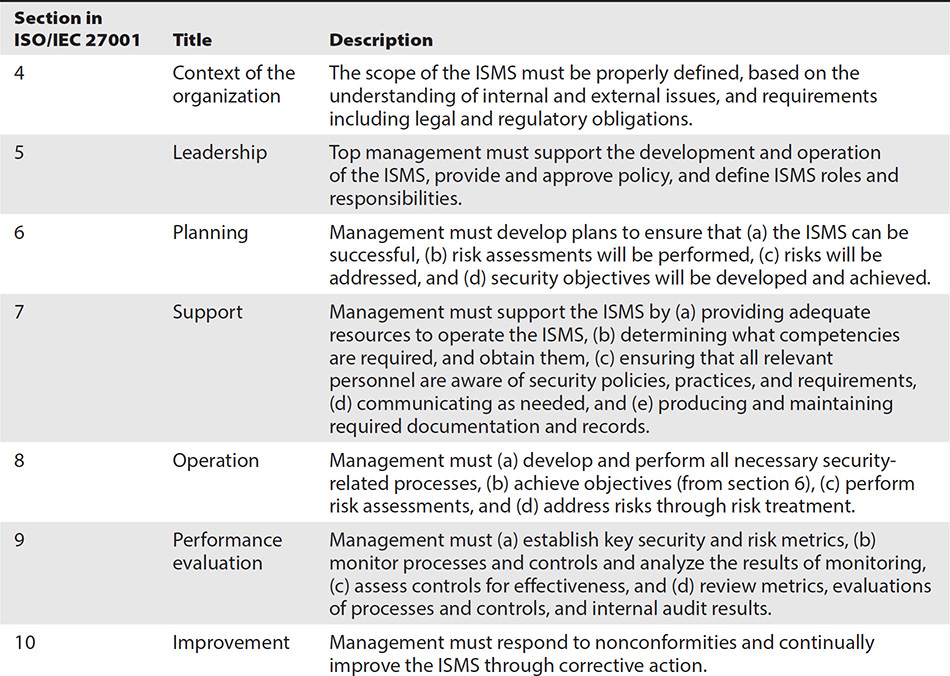 Section in
ISO/IEC 27001 Title Description
4 Context of the The scope of the ISMS must be properly defined, based on the
organization understanding of internal and external issues, and requirements
including legal and regulatory obligations.
5 Leadership Top management must support the development and operation
of the ISMS, provide and approve policy, and define ISMS roles and
responsibilities.
6 Planning Management must develop plans to ensure that (a) the ISMS can be
successful, (b) risk assessments will be performed, (c) risks will be
addressed, and (d) security objectives will be developed and achieved.
7 Support Management must support the ISMS by (a) providing adequate
resources to operate the ISMS, (b) determining what competencies
are required, and obtain them, (c) ensuring that all relevant
personnel are aware of security policies, practices, and requirements,
(d) communicating as needed, and (e) producing and maintaining
required documentation and records.
8 Operation Management must (a) develop and perform all necessary security-
related processes, (b) achieve objectives (from section 6), (c) perform
risk assessments, and (d) address risks through risk treatment.
9 Performance Management must (a) establish key security and risk metrics, (b)
evaluation monitor processes and controls and analyze the results of monitoring,
(c) assess controls for effectiveness, and (d) review metrics, evaluations
of processes and controls, and internal audit results.
10 Improvement Management must respond to nonconformities and continually
improve the ISMS through corrective action.